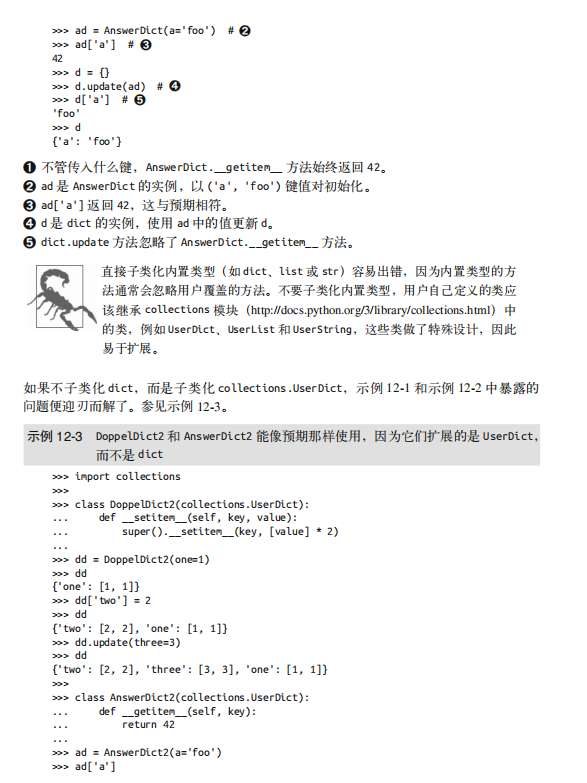 >>> ad = AnswerDict(a='foo')  # ❷
>>> ad['a']  # ❸
42
>>> d = {}
>>> d.update(ad)  # ❹
>>> d['a']  # ❺
'foo'
>>> d
{'a': 'foo'}
❶ 不管传入什么键，AnswerDict.__getitem__ 方法始终返回 42。
❷ ad 是 AnswerDict 的实例，以 ('a', 'foo') 键值对初始化。
❸ ad['a'] 返回 42，这与预期相符。
❹ d 是 dict 的实例，使用 ad 中的值更新 d。
❺ dict.update 方法忽略了 AnswerDict.__getitem__ 方法。
直接子类化内置类型（如 dict、list 或 str）容易出错，因为内置类型的方
法通常会忽略用户覆盖的方法。不要子类化内置类型，用户自己定义的类应
该继承 collections 模块（http://docs.python.org/3/library/collections.html）中
的类，例如 UserDict、UserList 和 UserString，这些类做了特殊设计，因此
易于扩展。
如果不子类化 dict，而是子类化 collections.UserDict，示例 12-1 和示例 12-2 中暴露的
问题便迎刃而解了。参见示例 12-3。
示例 12-3 DoppelDict2 和 AnswerDict2 能像预期那样使用，因为它们扩展的是 UserDict，
而不是 dict
>>> import collections
>>>
>>> class DoppelDict2(collections.UserDict):
...     def __setitem__(self, key, value):
...         super().__setitem__(key, [value] * 2)
...
>>> dd = DoppelDict2(one=1)
>>> dd
{'one': [1, 1]}
>>> dd['two'] = 2
>>> dd
{'two': [2, 2], 'one': [1, 1]}
>>> dd.update(three=3)
>>> dd
{'two': [2, 2], 'three': [3, 3], 'one': [1, 1]}
>>>
>>> class AnswerDict2(collections.UserDict):
...     def __getitem__(self, key):
...         return 42
...
>>> ad = AnswerDict2(a='foo')
>>> ad['a']